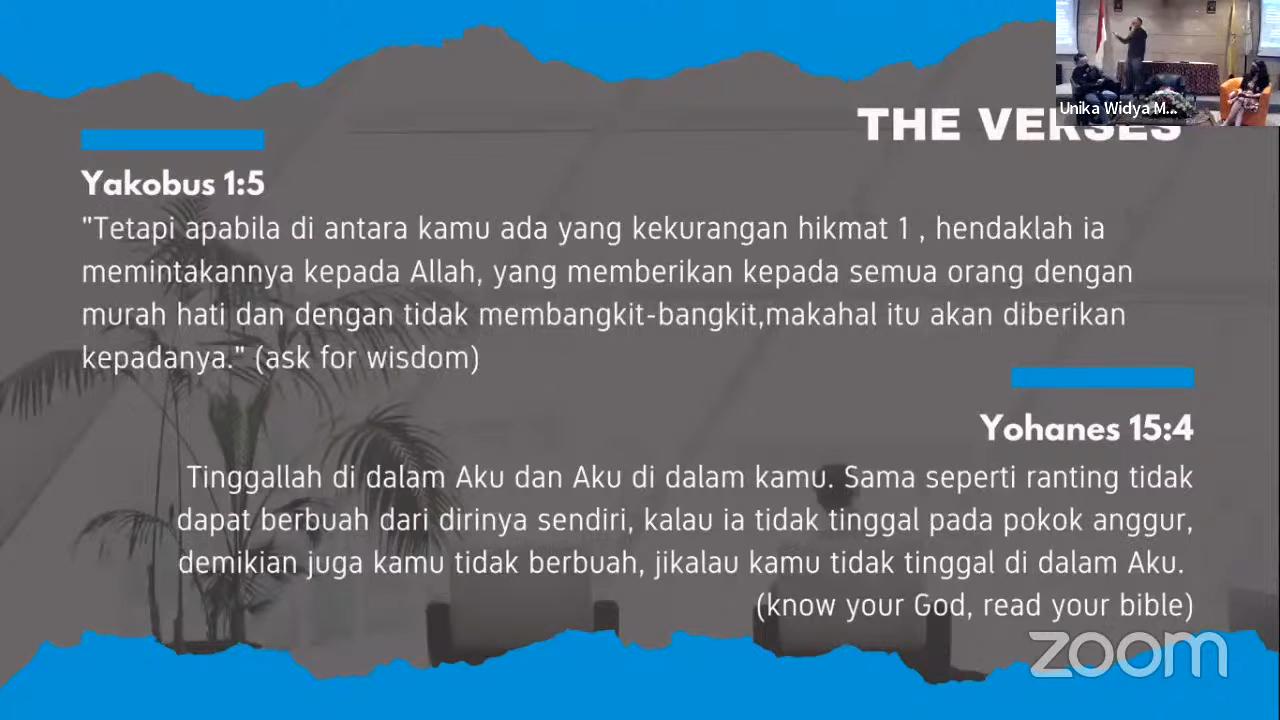 Unika Widya M...
THE VERSES
Yakobus 1:5
"Tetapi apabila di antara kamu ada yang kekurangan hikmat 1 , hendaklah ia
memintakannya kepada Allah, yang memberikan kepada semua orang dengan
murah hati dan dengan tidak membangkit-bangkit,makahal itu akan diberikan
kepadanya." (ask for wisdom)
Yohanes 15:4
Tinggallah di dalam Aku dan Aku di dalam kamu. Sama seperti ranting tidak
dapat berbuah dari dirinya sendiri, kalau ia tidak tinggal pada pokok anggur,
demikian juga kamu tidak berbuah, jikalau kamu tidak tinggal di dalam Aku.
(know your God, read your bible)
zoom